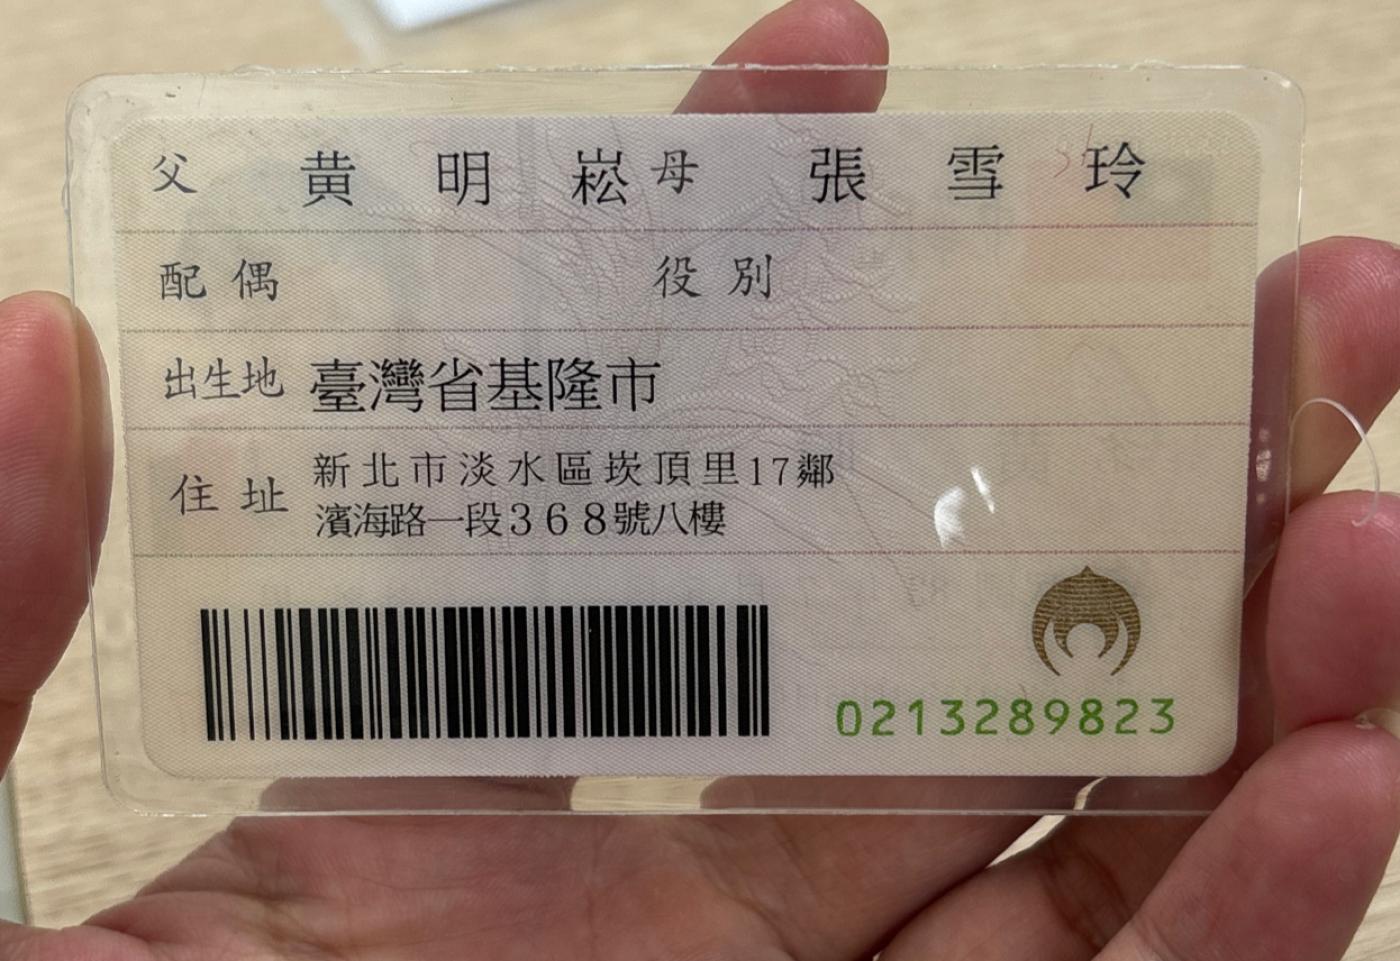 父 黃明崧 母 張雪玲
配偶 役別
出生地 臺灣省基隆市
住址 新北市淡水區崁頂里17鄰
濱海路一段368號八樓
0213289823